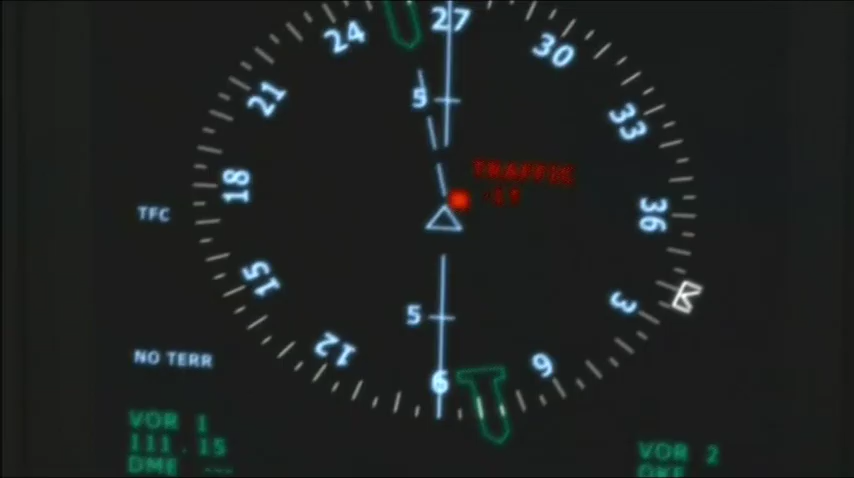 27
24
30
5
21
33
TRAFFIC
18
36
TFC
15
3
5
12
6
9
NO TERR
VOR 1
111.15
DME ---
VOR 2